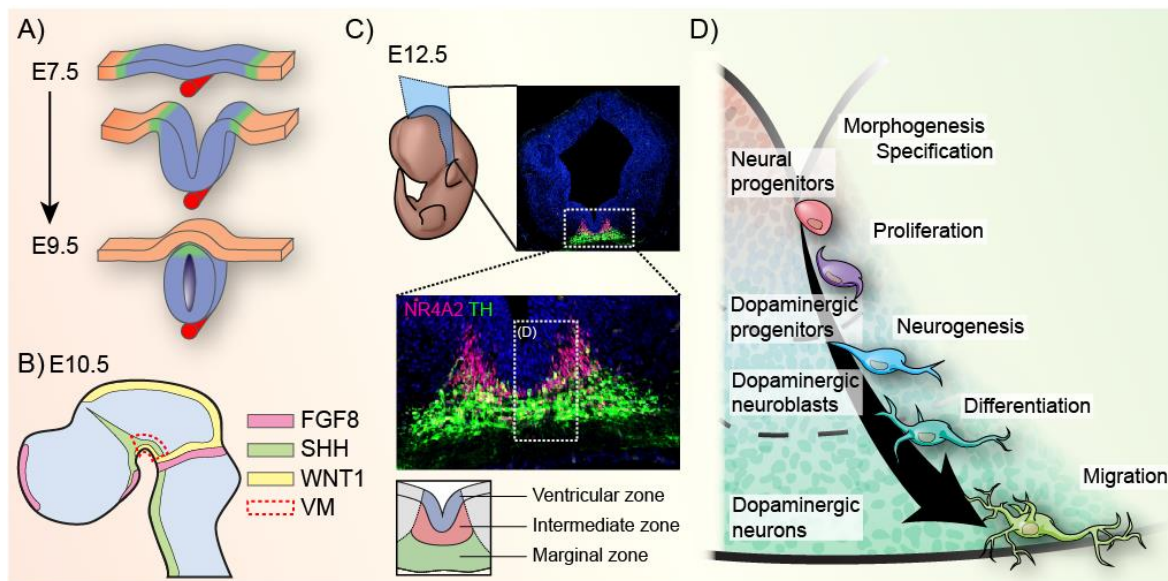 A)
E7.5
E9.5
B) E10.5
FGF8
SHH
WNT1
VM
C)
E12.5
NR4A2 TH
(D)
Ventricular zone
Intermediate zone
Marginal zone
D)
Morphogenesis
Specification
Neural
progenitors
Proliferation
Dopaminergic
progenitors
Neurogenesis
Dopaminergic
neuroblasts
Differentiation
Migration
Dopaminergic
neurons